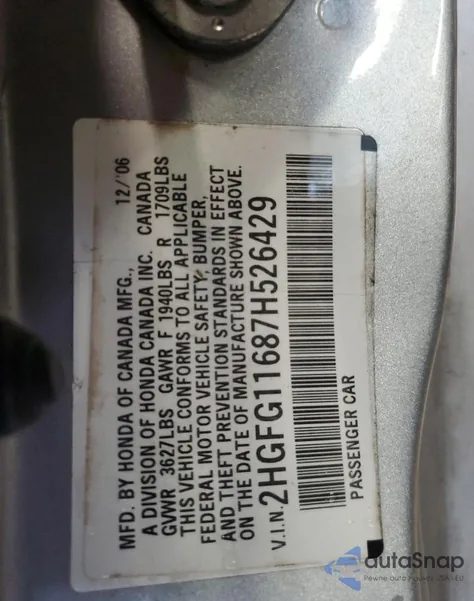 MFD. BY HONDA OF CANADA MFG., 12/'06
A DIVISION OF HONDA CANADA INC. CANADA
GVWR 3627LBS GAWR F 1940LBS R 1709LBS
THIS VEHICLE CONFORMS TO ALL APPLICABLE
FEDERAL MOTOR VEHICLE SAFETY, BUMPER,
AND THEFT PREVENTION STANDARDS IN EFFECT
ON THE DATE OF MANUFACTURE SHOWN ABOVE.
V.I.N. 2HGFG11687H526429
PASSENGER CAR
autaSnap
Pewne auto